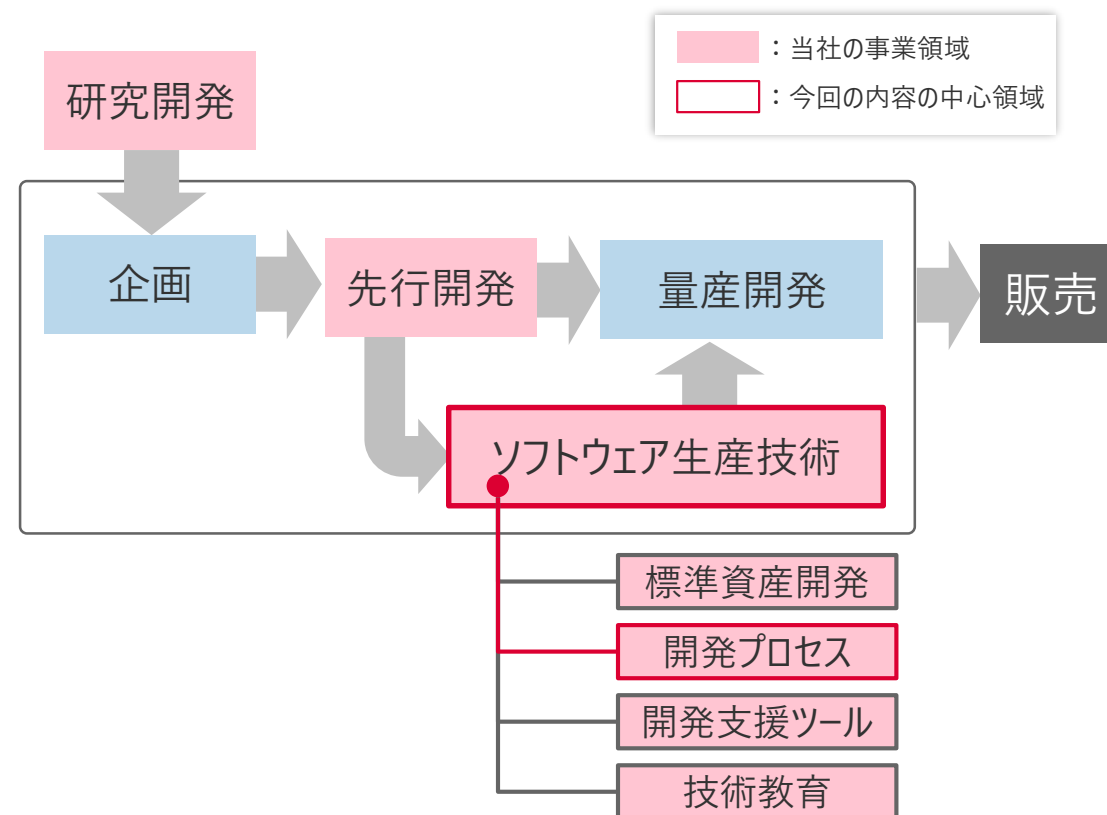 ：当社の事業領域
：今回の内容の中心領域
研究開発
企画
先行開発
量産開発
販売
ソフトウェア生産技術
標準資産開発
開発プロセス
開発支援ツール
技術教育